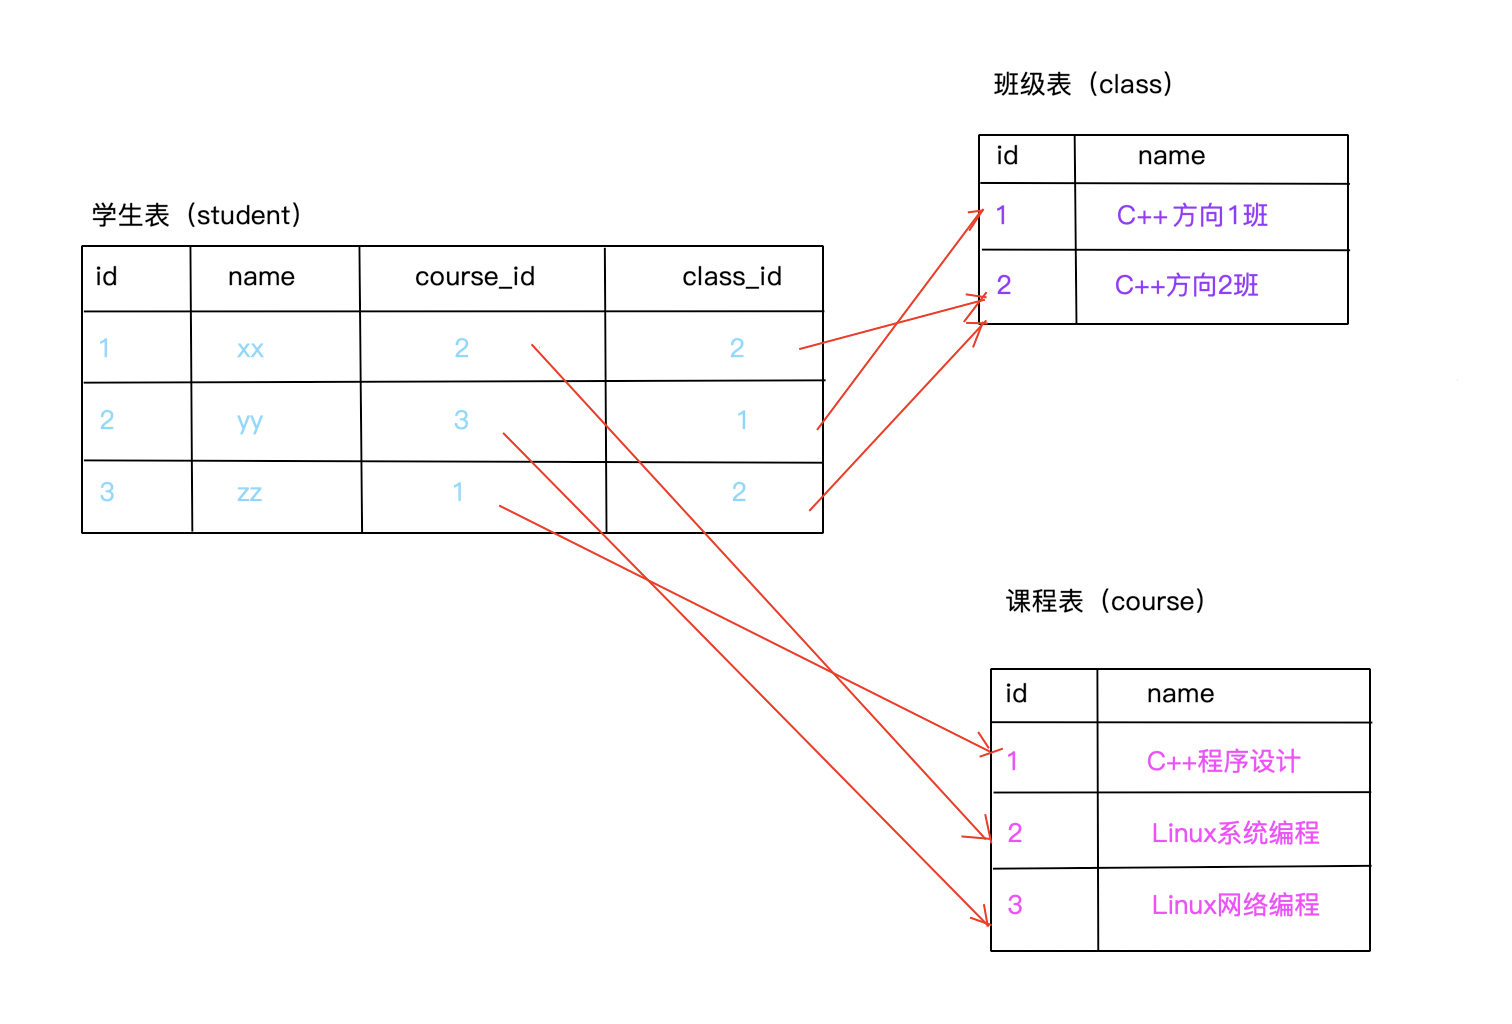 班级表（class）
id name
1 C++ 方向1班
2 C++方向2班
学生表（student）
id name course_id class_id
1 xx 2 2
2 yy 3 1
3 zz 1 2
课程表（course）
id name
1 C++程序设计
2 Linux系统编程
3 Linux网络编程